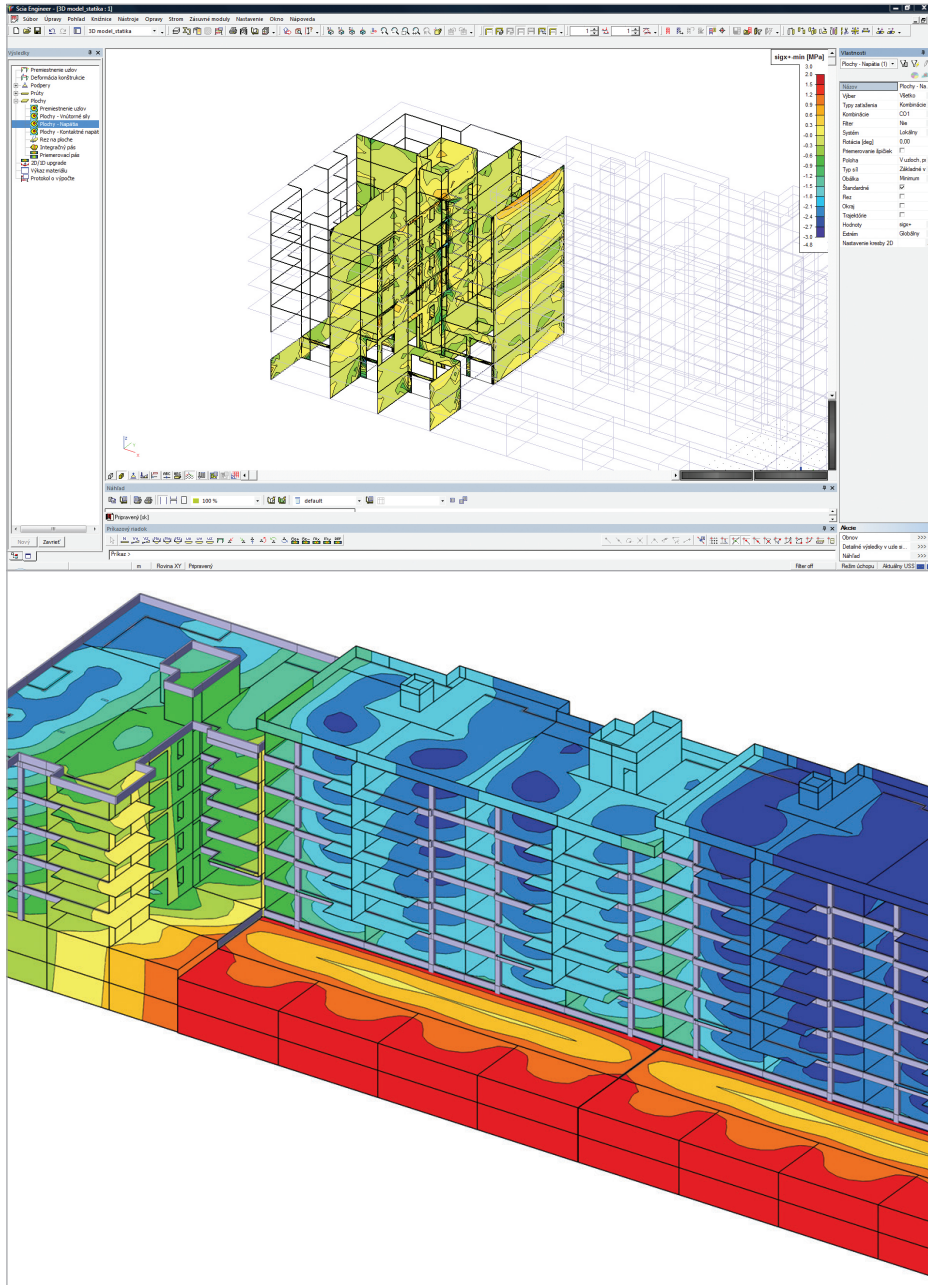 Scia Engineer - [3D model_statika : 1]
Súbor Úpravy Pohľad Knižnice Nástroje Opravy Strom Zásuvné moduly Nastavenie Okno Nápoveda
3D model_statika
Výsledky
Premiestnenie uzlov
Deformácia konštrukcie
Podpery
Prúty
Plochy
Premiestnenie uzlov
Plochy - Vnútorné sily
Plochy - Napätia
Plochy - Kontaktné napät
Rez na ploche
Integračný pás
Priemerovací pás
2D/3D upgrade
Výkaz materiálu
Protokol o výpočte
Nový Zavrieť
sigx+-min [MPa]
3.0
2.0
1.5
1.2
0.9
0.6
0.3
-0.0
-0.3
-0.6
-0.9
-1.2
-1.5
-1.8
-2.1
-2.4
-2.7
-3.0
-4.8
Vlastnosti
Plochy - Napätia (1)
Názov Plochy - Na
Výber Všetko
Typy zaťaženia Kombinácie
Kombinácie CO1
Filter Nie
Systém Lokálny
Rotácia [deg] 0,00
Priemerovanie špičiek
Poloha V uzloch, pr
Typ síl Základné v
Obálka Minimum
Štandardné
Rez
Okraj
Trajektórie
Hodnoty sigx+
Extrém Globálny
Nastavenie kresby 2D
Náhľad
100 %
default
Pripravený [sk]
Príkazový riadok
Príkaz >
Akcie
Obnov >>>
Detailné výsledky v uzle si... >>>
Náhľad >>>
m Rovina XY Pripravený
Filter off Režim úchopu Aktuálny USS